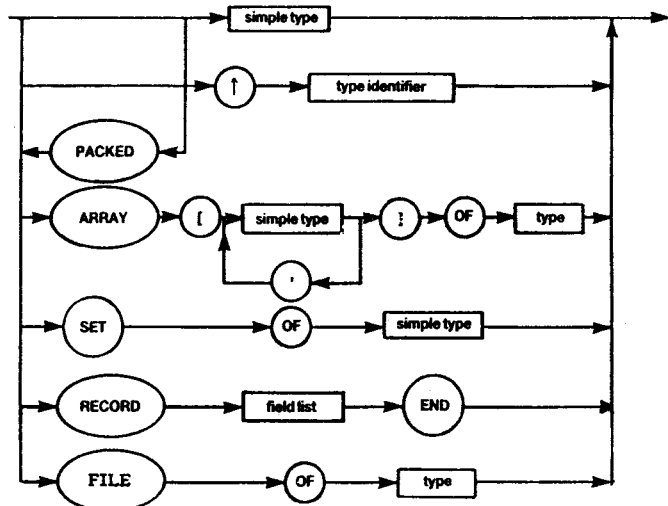 simple type
↑ type identifier
PACKED
ARRAY [ simple type ] OF type
,
SET OF simple type
RECORD field list END
FILE OF type